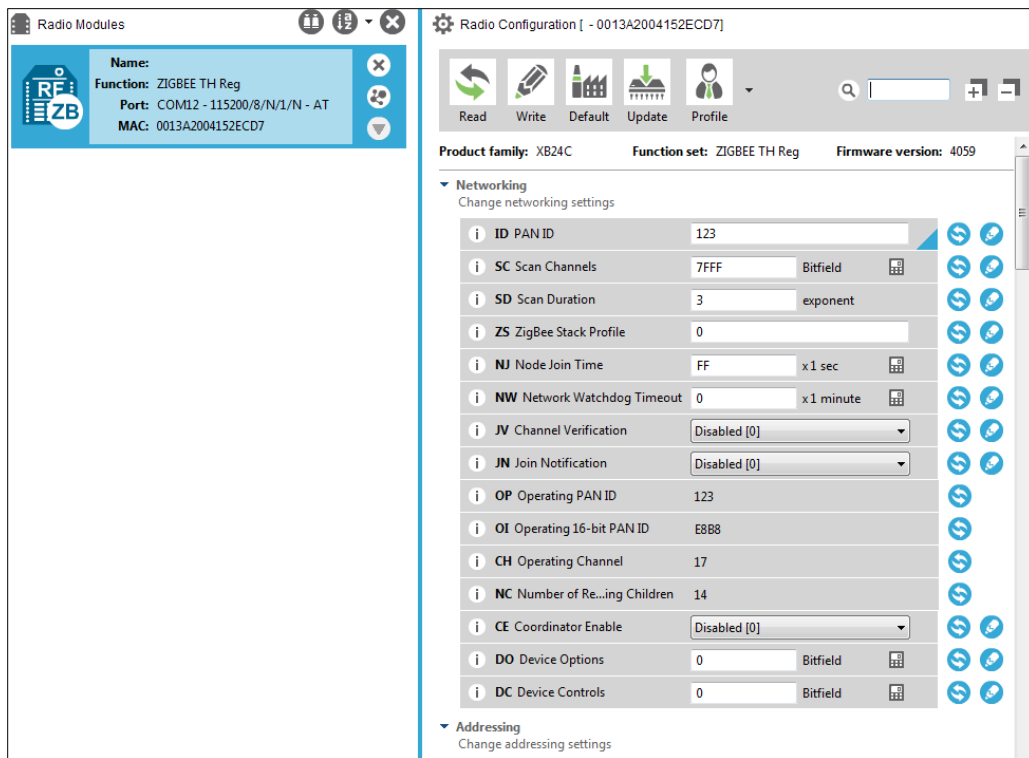 Radio Modules
RF
ZB
Name:
Function: ZIGBEE TH Reg
Port: COM12 - 115200/8/N/1/N - AT
MAC: 0013A2004152ECD7
Radio Configuration [ - 0013A2004152ECD7]
Read Write Default Update Profile
Product family: XB24C Function set: ZIGBEE TH Reg Firmware version: 4059
Networking
Change networking settings
i ID PAN ID 123
i SC Scan Channels 7FFF Bitfield
i SD Scan Duration 3 exponent
i ZS ZigBee Stack Profile 0
i NJ Node Join Time FF x 1 sec
i NW Network Watchdog Timeout 0 x 1 minute
i JV Channel Verification Disabled [0]
i JN Join Notification Disabled [0]
i OP Operating PAN ID 123
i OI Operating 16-bit PAN ID E8B8
i CH Operating Channel 17
i NC Number of Re...ing Children 14
i CE Coordinator Enable Disabled [0]
i DO Device Options 0 Bitfield
i DC Device Controls 0 Bitfield
Addressing
Change addressing settings